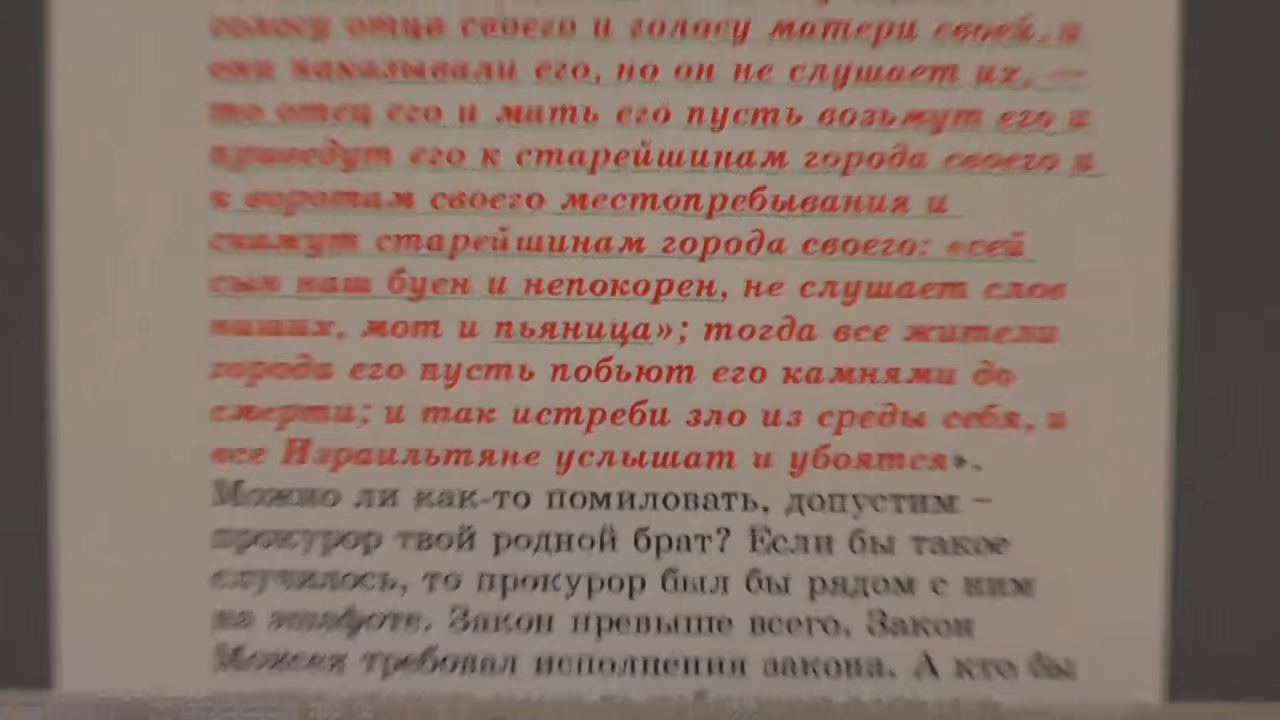 голосу отца своего и голосу матери своей, и
они наказывали его, но он не слушает их, —
то отец его и мать его пусть возьмут его и
приведут его к старейшинам города своего и
к воротам своего местопребывания и
скажут старейшинам города своего: «сей
сын наш буен и непокорен, не слушает слов
наших, мот и пьяница»; тогда все жители
города его пусть побьют его камнями до
смерти; и так истреби зло из среды себя, и
все Израильтяне услышат и убоятся».
Можно ли как-то помиловать, допустим –
прокурор твой родной брат? Если бы такое
случилось, то прокурор был бы рядом с ним
на эшафоте. Закон превыше всего. Закон
Моисея требовал исполнения закона. А кто бы